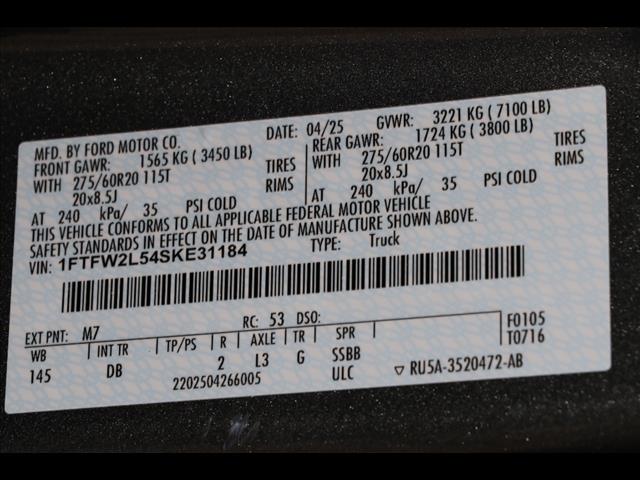 MFD. BY FORD MOTOR CO. DATE: 04/25 GVWR: 3221 KG ( 7100 LB)
FRONT GAWR: 1565 KG ( 3450 LB) REAR GAWR: 1724 KG ( 3800 LB)
WITH 275/60R20 115T TIRES WITH 275/60R20 115T TIRES
20x8.5J RIMS 20x8.5J RIMS
AT 240 kPa/ 35 PSI COLD AT 240 kPa/ 35 PSI COLD
THIS VEHICLE CONFORMS TO ALL APPLICABLE FEDERAL MOTOR VEHICLE
SAFETY STANDARDS IN EFFECT ON THE DATE OF MANUFACTURE SHOWN ABOVE.
VIN: 1FTFW2L54SKE31184 TYPE: Truck
EXT PNT: M7 RC: 53 DSO: F0105
WB INT TR TP/PS R AXLE TR SPR T0716
145 DB 2 L3 G SSBB
2202504266005 ULC ▽ RU5A-3520472-AB